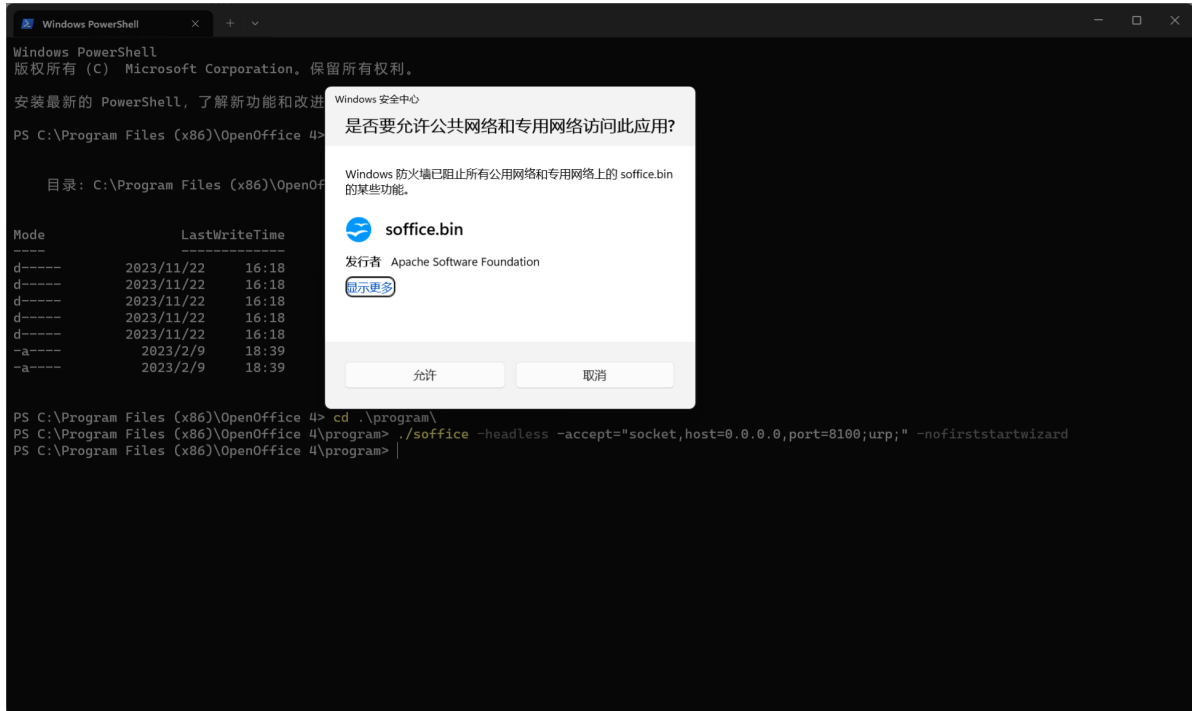 Windows PowerShell
Windows PowerShell
版权所有 (C) Microsoft Corporation。保留所有权利。
安装最新的 PowerShell，了解新功能和改进
PS C:\Program Files (x86)\OpenOffice 4>
目录: C:\Program Files (x86)\OpenOf
Mode LastWriteTime
---- -------------
d----- 2023/11/22 16:18
d----- 2023/11/22 16:18
d----- 2023/11/22 16:18
d----- 2023/11/22 16:18
d----- 2023/11/22 16:18
-a---- 2023/2/9 18:39
-a---- 2023/2/9 18:39
PS C:\Program Files (x86)\OpenOffice 4> cd .\program\
PS C:\Program Files (x86)\OpenOffice 4\program> ./soffice -headless -accept="socket,host=0.0.0.0,port=8100;urp;" -nofirststartwizard
PS C:\Program Files (x86)\OpenOffice 4\program>
Windows 安全中心
是否要允许公共网络和专用网络访问此应用?
Windows 防火墙已阻止所有公用网络和专用网络上的 soffice.bin
的某些功能。
soffice.bin
发行者 Apache Software Foundation
显示更多
允许 取消